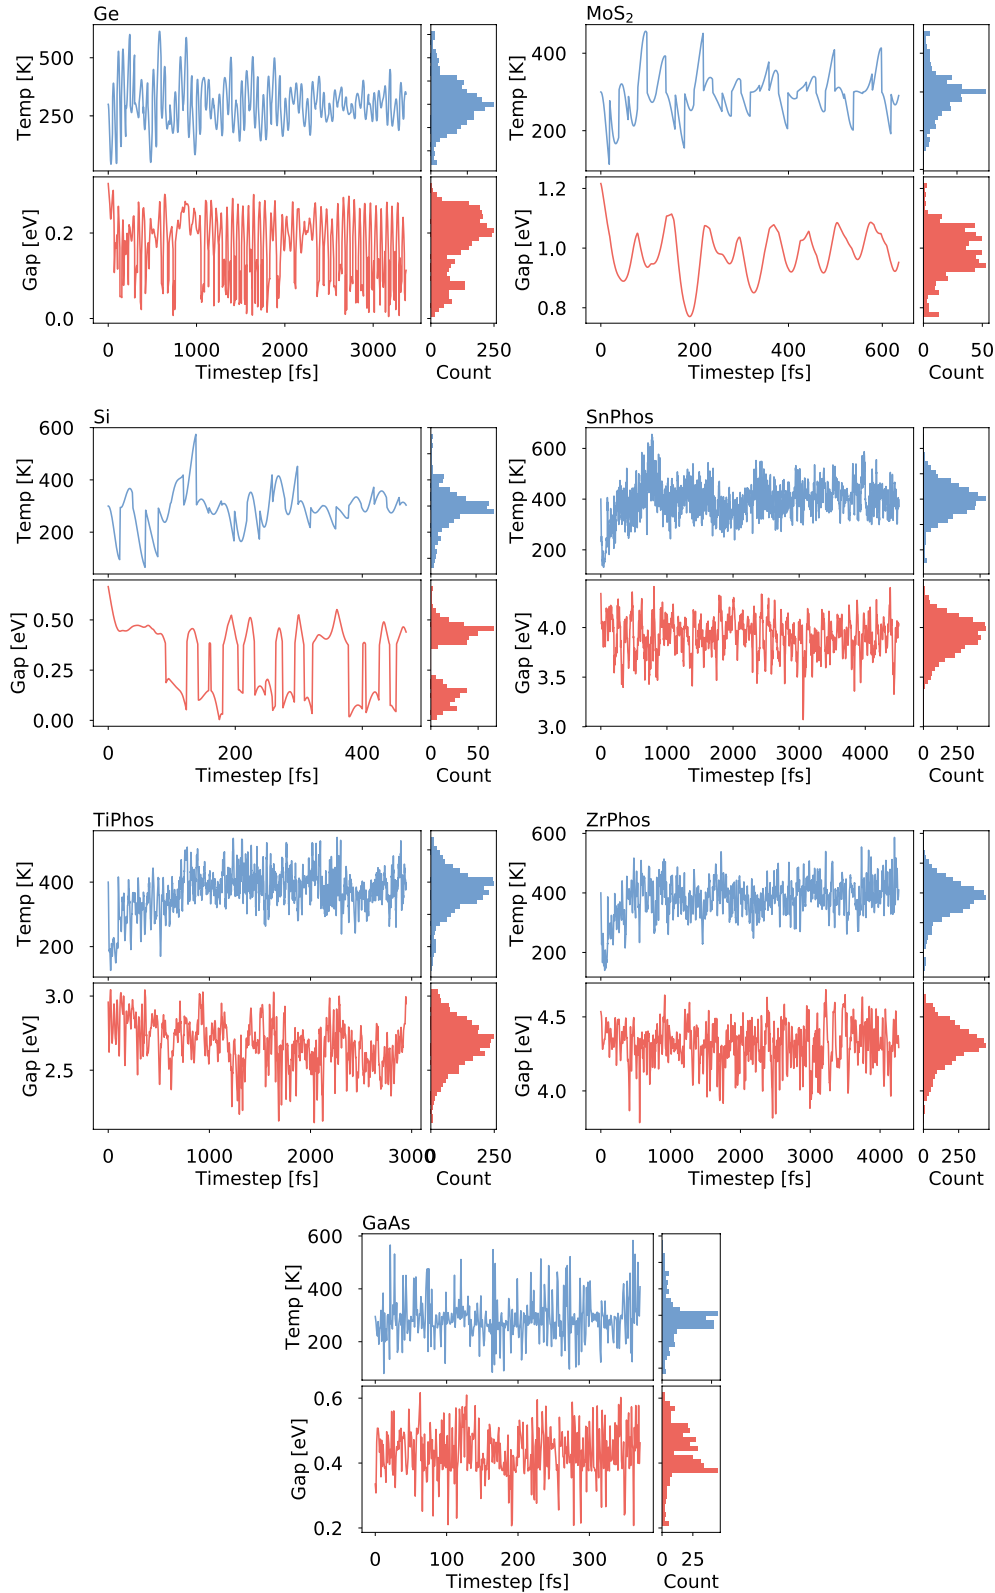 Ge
Temp [K]
500
250
Gap [eV]
0.2
0.0
0 1000 2000 3000
Timestep [fs]
0 250
Count
MoS₂
Temp [K]
400
200
Gap [eV]
1.2
1.0
0.8
0 200 400 600
Timestep [fs]
0 50
Count
Si
Temp [K]
600
400
200
Gap [eV]
0.50
0.25
0.00
0 200 400
Timestep [fs]
0 50
Count
SnPhos
Temp [K]
600
400
200
Gap [eV]
4.0
3.5
3.0
0 1000 2000 3000 4000
Timestep [fs]
0 250
Count
TiPhos
Temp [K]
400
200
Gap [eV]
3.0
2.5
0 1000 2000 3000
Timestep [fs]
0 250
Count
ZrPhos
Temp [K]
600
400
200
Gap [eV]
4.5
4.0
0 1000 2000 3000 4000
Timestep [fs]
0 250
Count
GaAs
Temp [K]
600
400
200
Gap [eV]
0.6
0.4
0.2
0 100 200 300
Timestep [fs]
0 25
Count